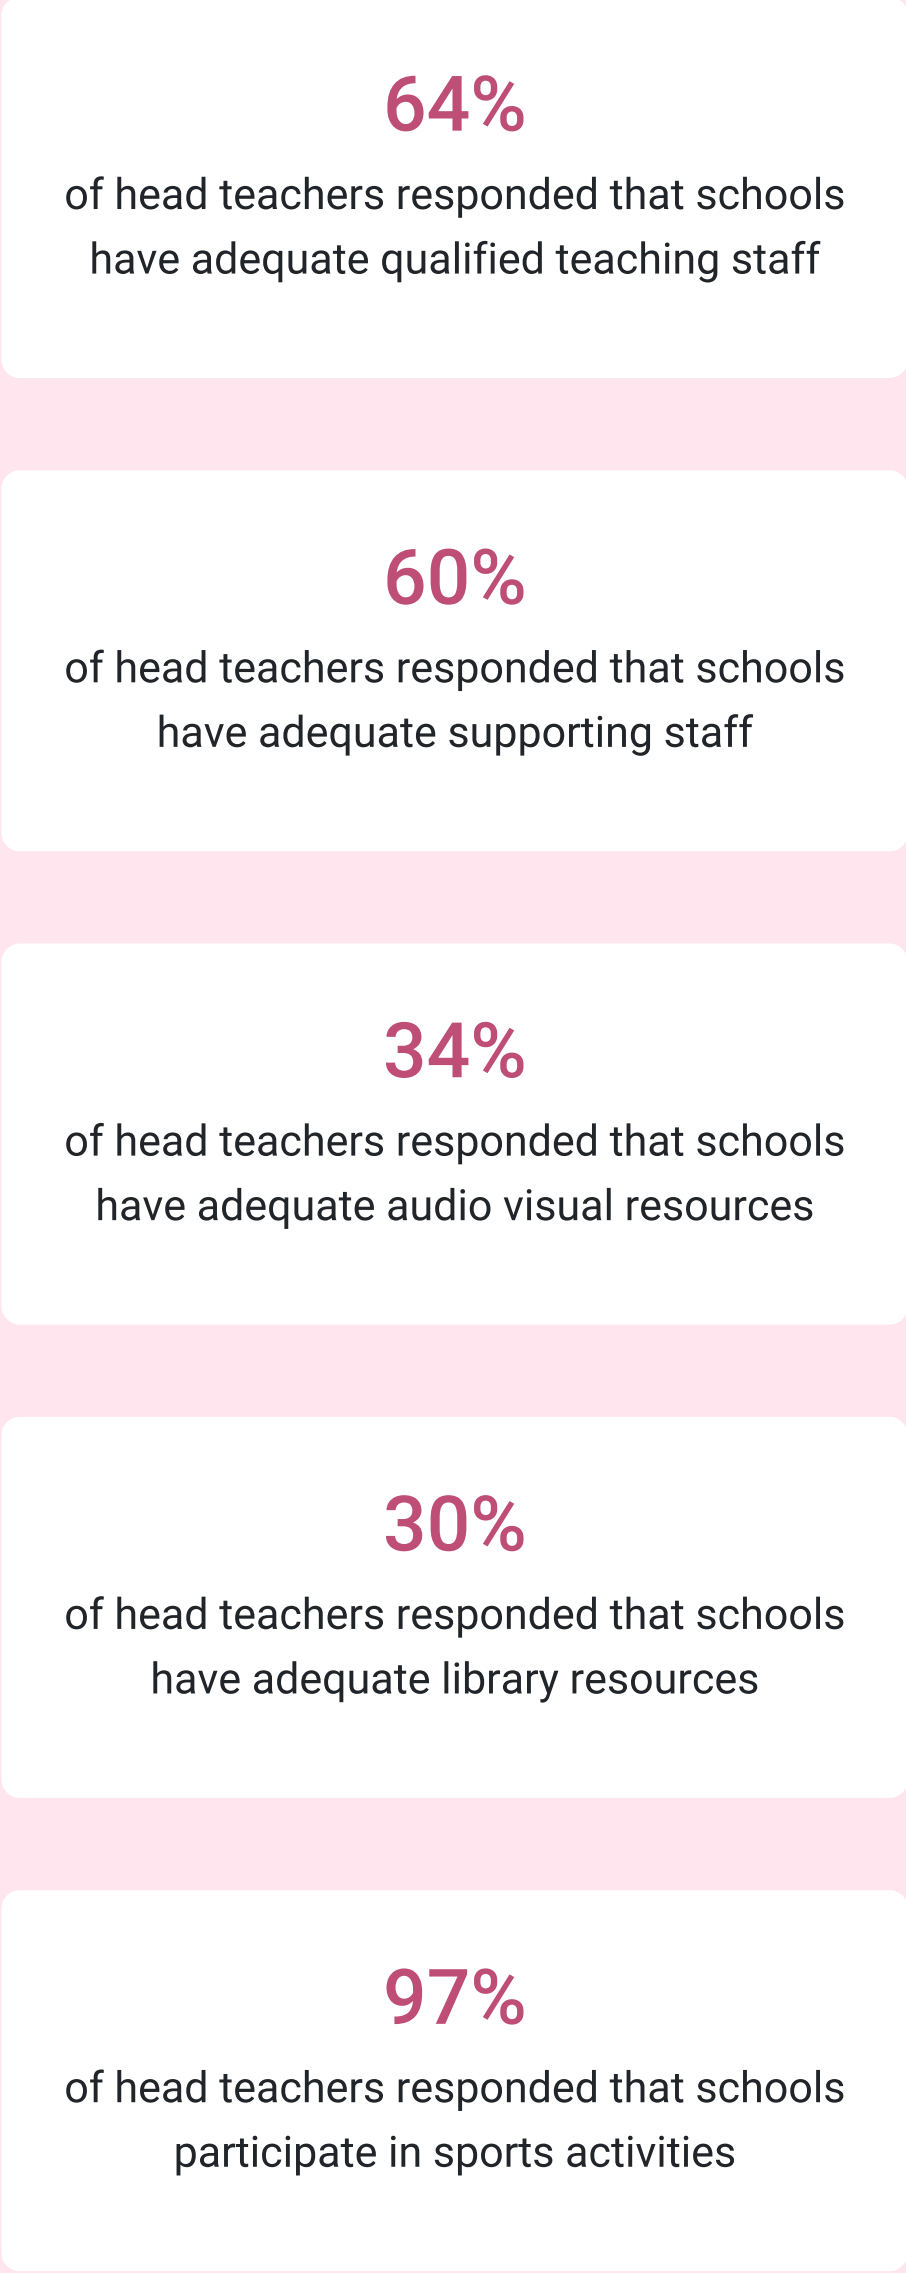 64%
of head teachers responded that schools
have adequate qualified teaching staff
60%
of head teachers responded that schools
have adequate supporting staff
34%
of head teachers responded that schools
have adequate audio visual resources
30%
of head teachers responded that schools
have adequate library resources
97%
of head teachers responded that schools
participate in sports activities